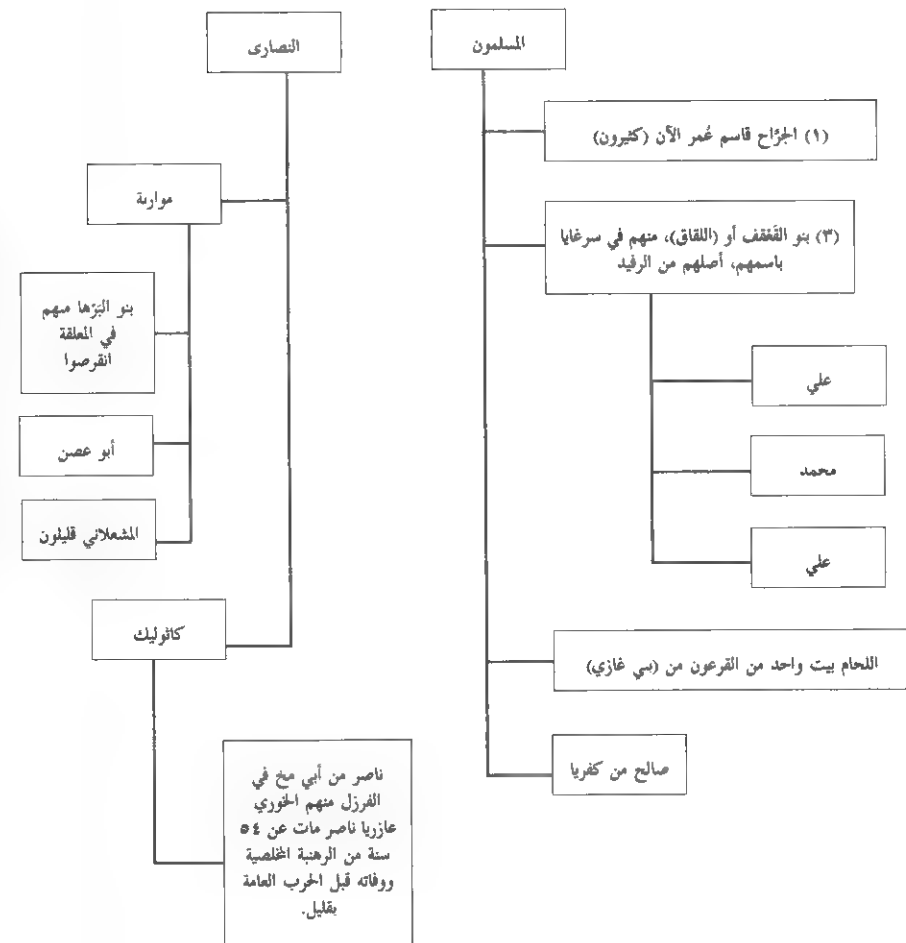 المسلمون
(١) الجرّاح قاسم عُمر الآن (كثيرون)
(٣) بنو القَعْقف أو (اللقاق)، منهم في سرغايا
باسمهم، أصلهم من الرفيد
علي
محمد
علي
اللحام بيت واحد من القرعون من (بني غازي)
صالح من كفريا
النصارى
موارنة
بنو البَرّها منهم
في المعلقة
انقرضوا
أبو غصن
المشعلاني قليلون
كاثوليك
ناصر من أبي مخ في
الفرزل منهم الخوري
عازريا ناصر مات عن ٥٤
سنة من الرهبنة المخلصية
ووفاته قبل الحرب العامة
بقليل.